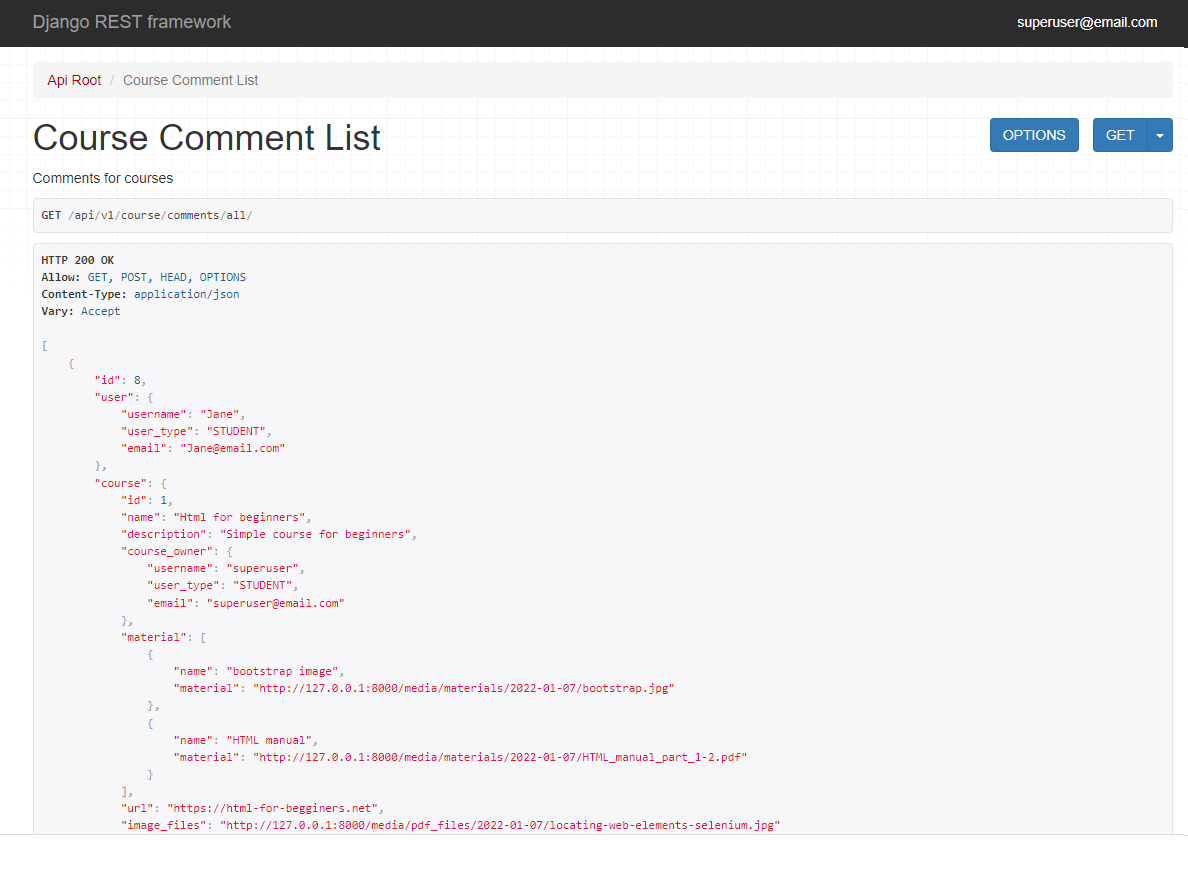 Django REST framework
superuser@email.com
Api Root / Course Comment List
Course Comment List
OPTIONS
GET
Comments for courses
GET /api/v1/course/comments/all/
HTTP 200 OK
Allow: GET, POST, HEAD, OPTIONS
Content-Type: application/json
Vary: Accept
[
    {
        "id": 8,
        "user": {
            "username": "Jane",
            "user_type": "STUDENT",
            "email": "Jane@email.com"
        },
        "course": {
            "id": 1,
            "name": "Html for beginners",
            "description": "Simple course for beginners",
            "course_owner": {
                "username": "superuser",
                "user_type": "STUDENT",
                "email": "superuser@email.com"
            },
            "material": [
                {
                    "name": "bootstrap image",
                    "material": "http://127.0.0.1:8000/media/materials/2022-01-07/bootstrap.jpg"
                },
                {
                    "name": "HTML manual",
                    "material": "http://127.0.0.1:8000/media/materials/2022-01-07/HTML_manual_part_1-2.pdf"
                }
            ],
            "url": "https://html-for-begginers.net",
            "image_files": "http://127.0.0.1:8000/media/pdf_files/2022-01-07/locating-web-elements-selenium.jpg"